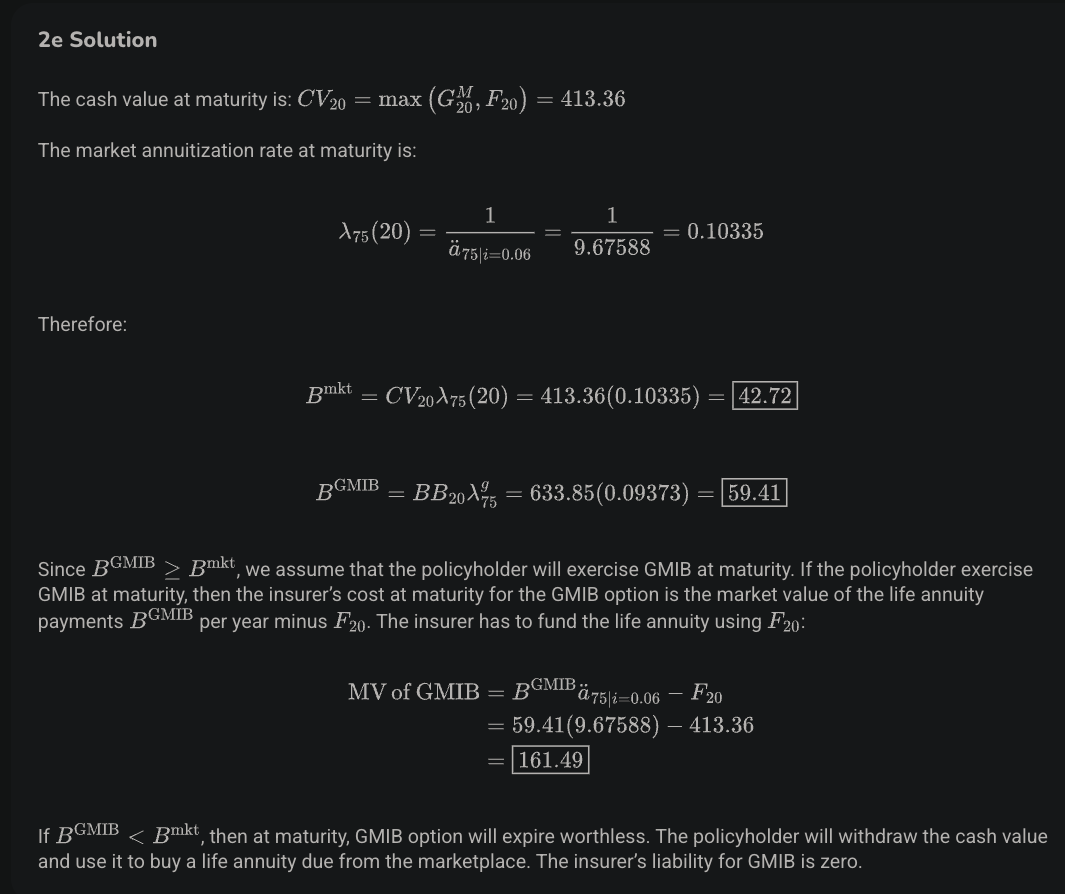 2e Solution
The cash value at maturity is: $CV_{20} = \max\left(G_{20}^{M}, F_{20}\right) = 413.36$
The market annuitization rate at maturity is:
$\lambda_{75}(20) = \frac{1}{\ddot{a}_{75|i=0.06}} = \frac{1}{9.67588} = 0.10335$
Therefore:
$B^{\text{mkt}} = CV_{20}\lambda_{75}(20) = 413.36(0.10335) = \boxed{42.72}$
$B^{\text{GMIB}} = BB_{20}\lambda_{75}^{g} = 633.85(0.09373) = \boxed{59.41}$
Since $B^{\text{GMIB}} \geq B^{\text{mkt}}$, we assume that the policyholder will exercise GMIB at maturity. If the policyholder exercise
GMIB at maturity, then the insurer’s cost at maturity for the GMIB option is the market value of the life annuity
payments $B^{\text{GMIB}}$ per year minus $F_{20}$. The insurer has to fund the life annuity using $F_{20}$:
$\text{MV of GMIB} = B^{\text{GMIB}}\ddot{a}_{75|i=0.06} - F_{20}$
$= 59.41(9.67588) - 413.36$
$= \boxed{161.49}$
If $B^{\text{GMIB}} < B^{\text{mkt}}$, then at maturity, GMIB option will expire worthless. The policyholder will withdraw the cash value
and use it to buy a life annuity due from the marketplace. The insurer’s liability for GMIB is zero.